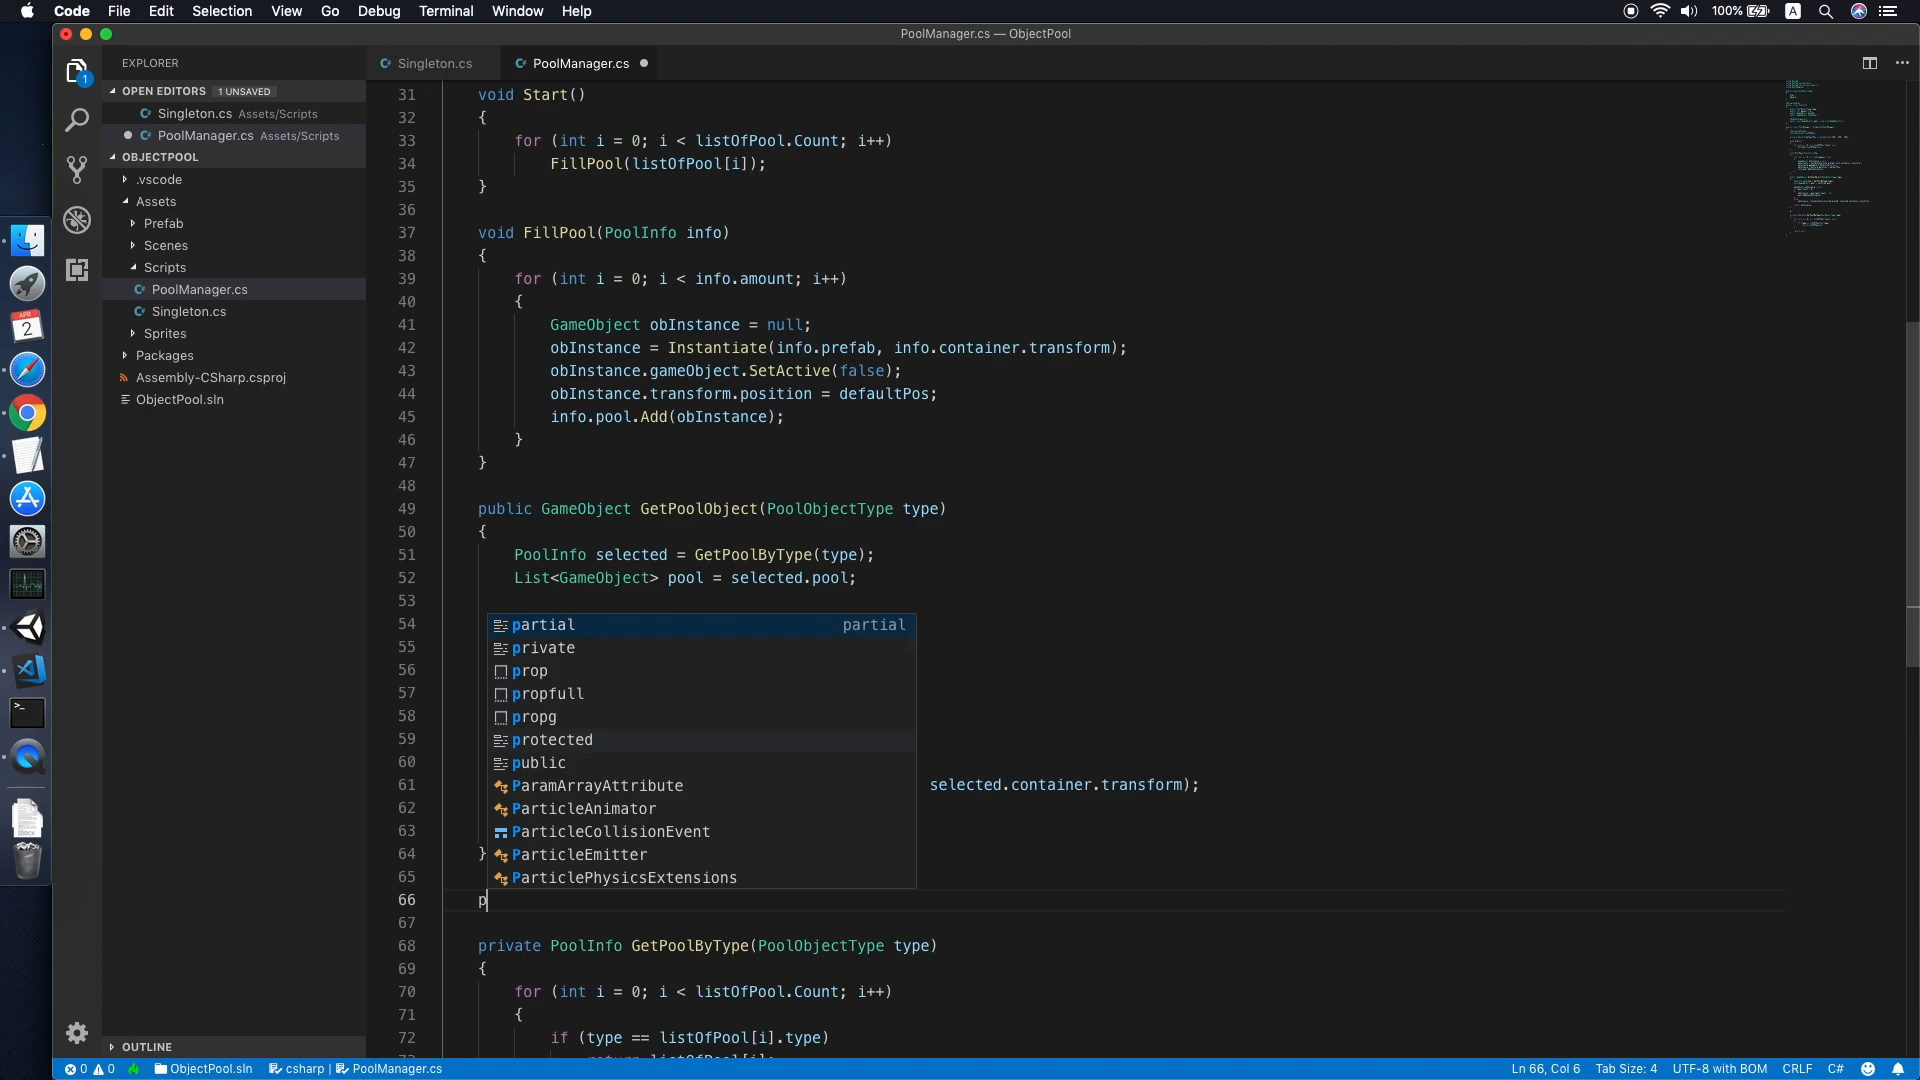 Code File Edit Selection View Go Debug Terminal Window Help
100% A
PoolManager.cs — ObjectPool
EXPLORER
OPEN EDITORS 1 UNSAVED
Singleton.cs Assets/Scripts
PoolManager.cs Assets/Scripts
OBJECTPOOL
.vscode
Assets
Prefab
Scenes
Scripts
PoolManager.cs
Singleton.cs
Sprites
Packages
Assembly-CSharp.csproj
ObjectPool.sln
OUTLINE
1
APR
2
DOCX
Singleton.cs PoolManager.cs
31 void Start()
32 {
33 for (int i = 0; i < listOfPool.Count; i++)
34 FillPool(listOfPool[i]);
35 }
36
37 void FillPool(PoolInfo info)
38 {
39 for (int i = 0; i < info.amount; i++)
40 {
41 GameObject obInstance = null;
42 obInstance = Instantiate(info.prefab, info.container.transform);
43 obInstance.gameObject.SetActive(false);
44 obInstance.transform.position = defaultPos;
45 info.pool.Add(obInstance);
46 }
47 }
48
49 public GameObject GetPoolObject(PoolObjectType type)
50 {
51 PoolInfo selected = GetPoolByType(type);
52 List<GameObject> pool = selected.pool;
53
54 partial partial
55 private
56 prop
57 propfull
58 propg
59 protected
60 public
61 ParamArrayAttribute selected.container.transform);
62 ParticleAnimator
63 ParticleCollisionEvent
64 } ParticleEmitter
65 ParticlePhysicsExtensions
66 p
67
68 private PoolInfo GetPoolByType(PoolObjectType type)
69 {
70 for (int i = 0; i < listOfPool.Count; i++)
71 {
72 if (type == listOfPool[i].type)
73 return listOfPool[i];
0 0 ObjectPool.sln csharp | PoolManager.cs
Ln 66, Col 6 Tab Size: 4 UTF-8 with BOM CRLF C#